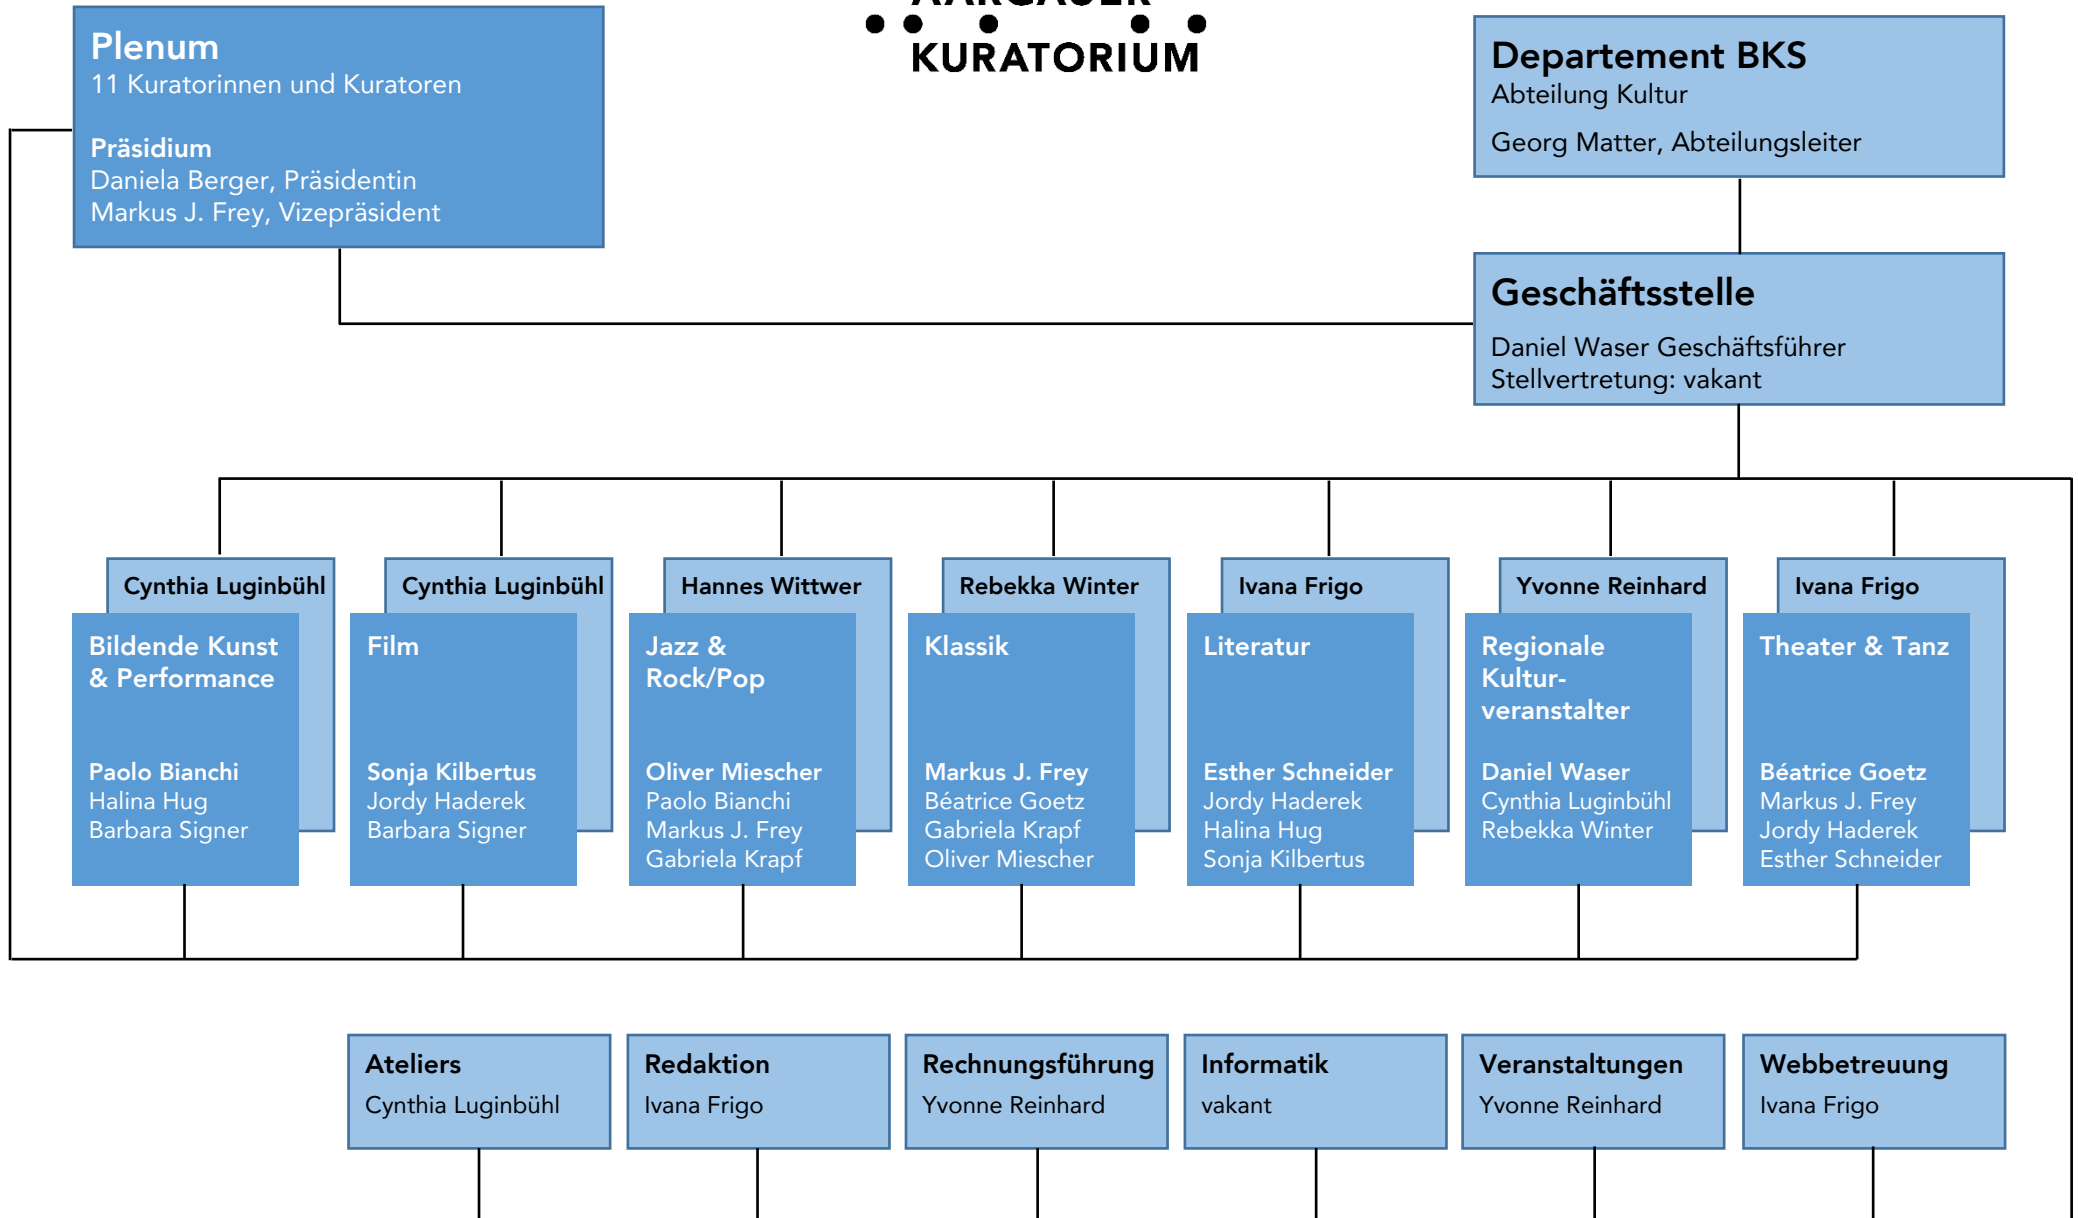 AARGAUER
KURATORIUM
Plenum
11 Kuratorinnen und Kuratoren
Präsidium
Daniela Berger, Präsidentin
Markus J. Frey, Vizepräsident
Departement BKS
Abteilung Kultur
Georg Matter, Abteilungsleiter
Geschäftsstelle
Daniel Waser Geschäftsführer
Stellvertretung: vakant
Cynthia Luginbühl
Bildende Kunst
& Performance
Paolo Bianchi
Halina Hug
Barbara Signer
Cynthia Luginbühl
Film
Sonja Kilbertus
Jordy Haderek
Barbara Signer
Hannes Wittwer
Jazz &
Rock/Pop
Oliver Miescher
Paolo Bianchi
Markus J. Frey
Gabriela Krapf
Rebekka Winter
Klassik
Markus J. Frey
Béatrice Goetz
Gabriela Krapf
Oliver Miescher
Ivana Frigo
Literatur
Esther Schneider
Jordy Haderek
Halina Hug
Sonja Kilbertus
Yvonne Reinhard
Regionale
Kultur-
veranstalter
Daniel Waser
Cynthia Luginbühl
Rebekka Winter
Ivana Frigo
Theater & Tanz
Béatrice Goetz
Markus J. Frey
Jordy Haderek
Esther Schneider
Ateliers
Cynthia Luginbühl
Redaktion
Ivana Frigo
Rechnungsführung
Yvonne Reinhard
Informatik
vakant
Veranstaltungen
Yvonne Reinhard
Webbetreuung
Ivana Frigo